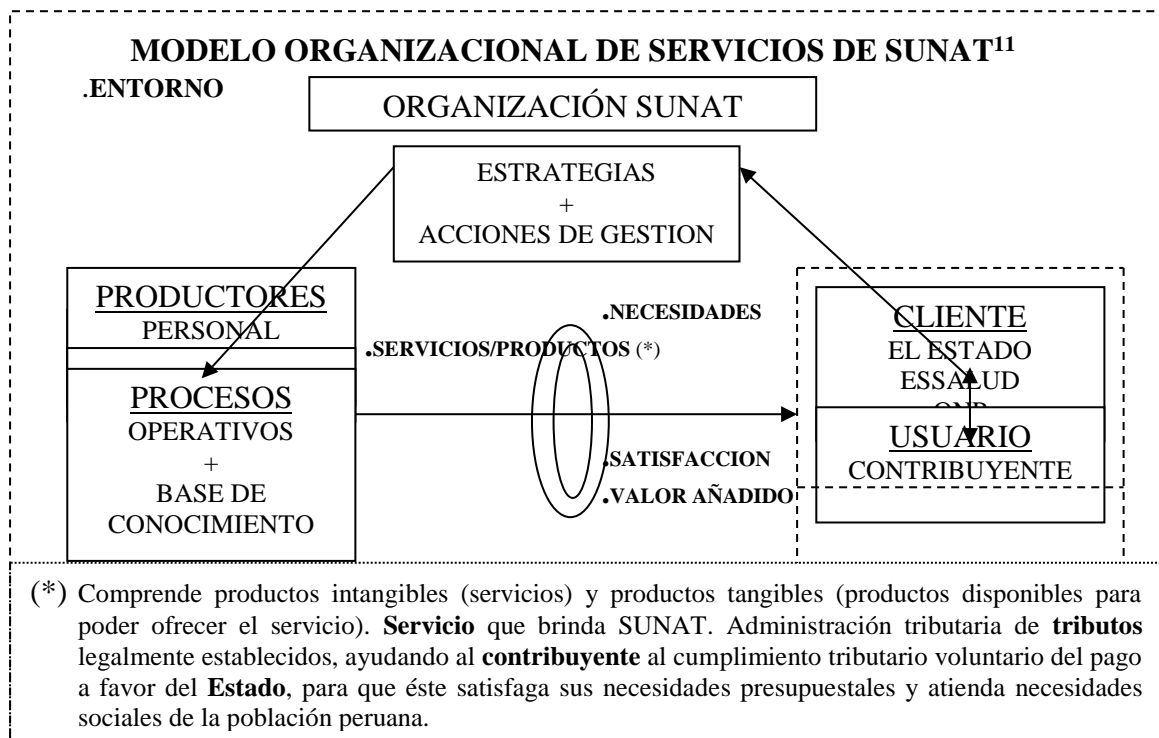 MODELO ORGANIZACIONAL DE SERVICIOS DE SUNAT11
.ENTORNO
ORGANIZACIÓN SUNAT
ESTRATEGIAS
+
ACCIONES DE GESTION
PRODUCTORES
PERSONAL
PROCESOS
OPERATIVOS
+
BASE DE
CONOCIMIENTO
.NECESIDADES
.SERVICIOS/PRODUCTOS (*)
.SATISFACCION
.VALOR AÑADIDO
CLIENTE
EL ESTADO
ESSALUD
USUARIO
CONTRIBUYENTE
(*) Comprende productos intangibles (servicios) y productos tangibles (productos disponibles para
poder ofrecer el servicio). Servicio que brinda SUNAT. Administración tributaria de tributos
legalmente establecidos, ayudando al contribuyente al cumplimiento tributario voluntario del pago
a favor del Estado, para que éste satisfaga sus necesidades presupuestales y atienda necesidades
sociales de la población peruana.